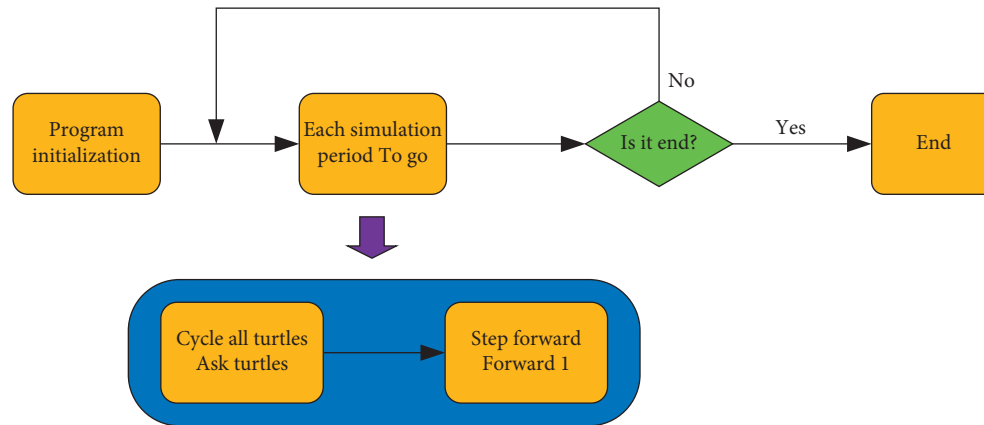 No
Program
initialization
Each simulation
period To go
Is it end?
Yes
End
Cycle all turtles
Ask turtles
Step forward
Forward 1